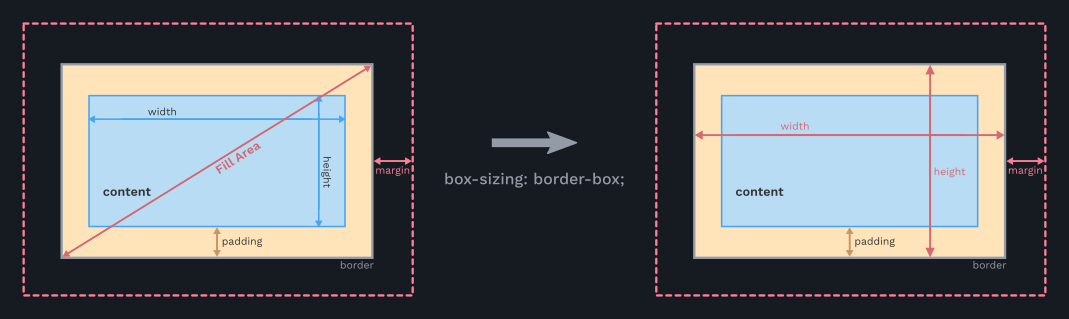 width
Fill Area
height
content
margin
padding
border
box-sizing: border-box;
width
height
content
margin
padding
border